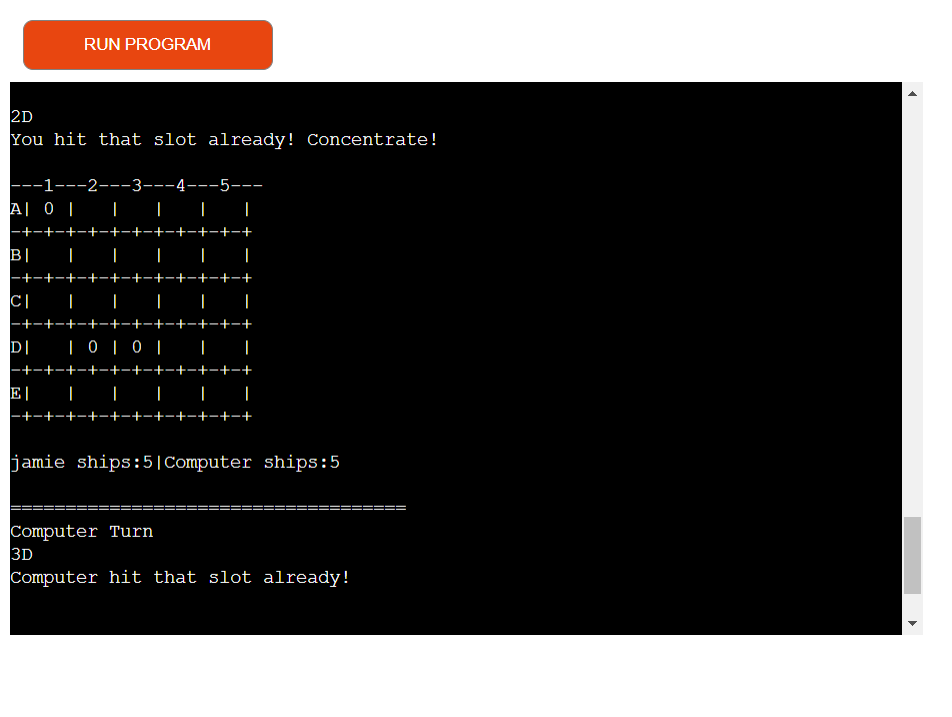 RUN PROGRAM
2D
You hit that slot already! Concentrate!
---1---2---3---4---5---
A| 0 |   |   |   |   |
-+-+-+-+-+-+-+-+-+-+-+
B|   |   |   |   |   |
-+-+-+-+-+-+-+-+-+-+-+
C|   |   |   |   |   |
-+-+-+-+-+-+-+-+-+-+-+
D|   | 0 | 0 |   |   |
-+-+-+-+-+-+-+-+-+-+-+
E|   |   |   |   |   |
-+-+-+-+-+-+-+-+-+-+-+
jamie ships:5|Computer ships:5
====================================
Computer Turn
3D
Computer hit that slot already!